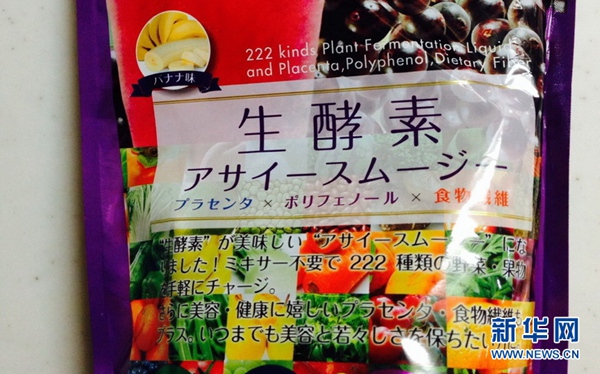 222 kinds, Plant Fermentation Liquid
and Placenta, Polyphenol, Dietary Fiber
バナナ味
生酵素
アサイースムージー
プラセンタ × ポリフェノール × 食物繊維
"生酵素"が美味しい"アサイースムージー"にな
りました!ミキサー不要で 222 種類の野菜・果物
を手軽にチャージ。
さらに美容・健康に嬉しいプラセンタ・食物繊維も
プラス。いつまでも美容と若々しさを保ちたい
新华网
WWW.NEWS.CN